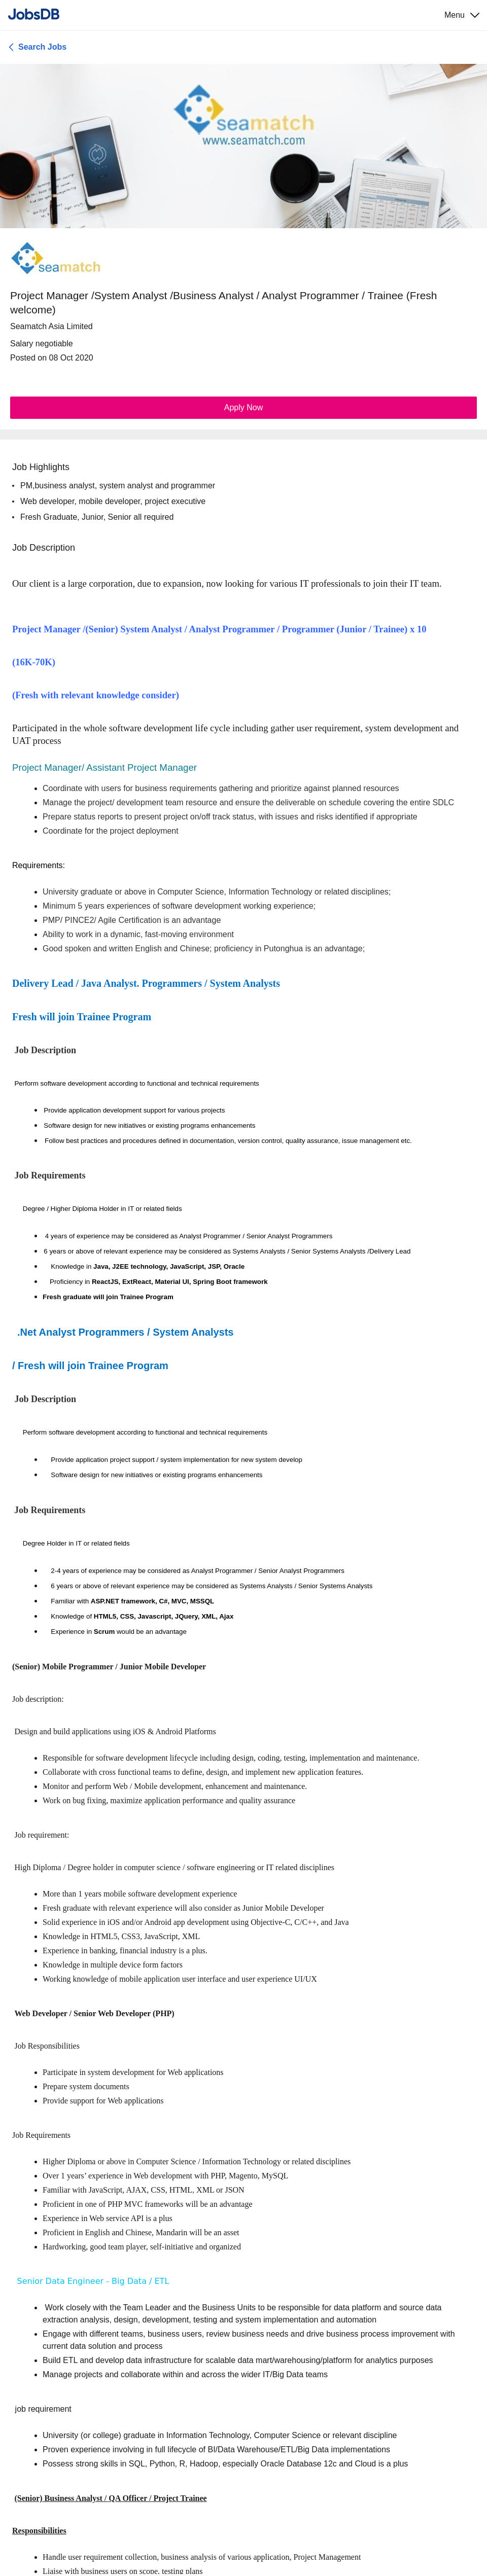 JobsDB
Menu
Search Jobs
seamatch
www.seamatch.com
seamatch
Project Manager /System Analyst /Business Analyst / Analyst Programmer / Trainee (Fresh
welcome)
Seamatch Asia Limited
Salary negotiable
Posted on 08 Oct 2020
Apply Now
Job Highlights
• PM,business analyst, system analyst and programmer
• Web developer, mobile developer, project executive
• Fresh Graduate, Junior, Senior all required
Job Description
Our client is a large corporation, due to expansion, now looking for various IT professionals to join their IT team.
Project Manager /(Senior) System Analyst / Analyst Programmer / Programmer (Junior / Trainee) x 10
(16K-70K)
(Fresh with relevant knowledge consider)
Participated in the whole software development life cycle including gather user requirement, system development and
UAT process
Project Manager/ Assistant Project Manager
• Coordinate with users for business requirements gathering and prioritize against planned resources
• Manage the project/ development team resource and ensure the deliverable on schedule covering the entire SDLC
• Prepare status reports to present project on/off track status, with issues and risks identified if appropriate
• Coordinate for the project deployment
Requirements:
• University graduate or above in Computer Science, Information Technology or related disciplines;
• Minimum 5 years experiences of software development working experience;
• PMP/ PINCE2/ Agile Certification is an advantage
• Ability to work in a dynamic, fast-moving environment
• Good spoken and written English and Chinese; proficiency in Putonghua is an advantage;
Delivery Lead / Java Analyst. Programmers / System Analysts
Fresh will join Trainee Program
Job Description
Perform software development according to functional and technical requirements
• Provide application development support for various projects
• Software design for new initiatives or existing programs enhancements
• Follow best practices and procedures defined in documentation, version control, quality assurance, issue management etc.
Job Requirements
Degree / Higher Diploma Holder in IT or related fields
• 4 years of experience may be considered as Analyst Programmer / Senior Analyst Programmers
• 6 years or above of relevant experience may be considered as Systems Analysts / Senior Systems Analysts /Delivery Lead
• Knowledge in Java, J2EE technology, JavaScript, JSP, Oracle
• Proficiency in ReactJS, ExtReact, Material UI, Spring Boot framework
• Fresh graduate will join Trainee Program
.Net Analyst Programmers / System Analysts
/ Fresh will join Trainee Program
Job Description
Perform software development according to functional and technical requirements
• Provide application project support / system implementation for new system develop
• Software design for new initiatives or existing programs enhancements
Job Requirements
Degree Holder in IT or related fields
• 2-4 years of experience may be considered as Analyst Programmer / Senior Analyst Programmers
• 6 years or above of relevant experience may be considered as Systems Analysts / Senior Systems Analysts
• Familiar with ASP.NET framework, C#, MVC, MSSQL
• Knowledge of HTML5, CSS, Javascript, JQuery, XML, Ajax
• Experience in Scrum would be an advantage
(Senior) Mobile Programmer / Junior Mobile Developer
Job description:
Design and build applications using iOS & Android Platforms
• Responsible for software development lifecycle including design, coding, testing, implementation and maintenance.
• Collaborate with cross functional teams to define, design, and implement new application features.
• Monitor and perform Web / Mobile development, enhancement and maintenance.
• Work on bug fixing, maximize application performance and quality assurance
Job requirement:
High Diploma / Degree holder in computer science / software engineering or IT related disciplines
• More than 1 years mobile software development experience
• Fresh graduate with relevant experience will also consider as Junior Mobile Developer
• Solid experience in iOS and/or Android app development using Objective-C, C/C++, and Java
• Knowledge in HTML5, CSS3, JavaScript, XML
• Experience in banking, financial industry is a plus.
• Knowledge in multiple device form factors
• Working knowledge of mobile application user interface and user experience UI/UX
Web Developer / Senior Web Developer (PHP)
Job Responsibilities
• Participate in system development for Web applications
• Prepare system documents
• Provide support for Web applications
Job Requirements
• Higher Diploma or above in Computer Science / Information Technology or related disciplines
• Over 1 years’ experience in Web development with PHP, Magento, MySQL
• Familiar with JavaScript, AJAX, CSS, HTML, XML or JSON
• Proficient in one of PHP MVC frameworks will be an advantage
• Experience in Web service API is a plus
• Proficient in English and Chinese, Mandarin will be an asset
• Hardworking, good team player, self-initiative and organized
Senior Data Engineer - Big Data / ETL
• Work closely with the Team Leader and the Business Units to be responsible for data platform and source data
extraction analysis, design, development, testing and system implementation and automation
• Engage with different teams, business users, review business needs and drive business process improvement with
current data solution and process
• Build ETL and develop data infrastructure for scalable data mart/warehousing/platform for analytics purposes
• Manage projects and collaborate within and across the wider IT/Big Data teams
job requirement
• University (or college) graduate in Information Technology, Computer Science or relevant discipline
• Proven experience involving in full lifecycle of BI/Data Warehouse/ETL/Big Data implementations
• Possess strong skills in SQL, Python, R, Hadoop, especially Oracle Database 12c and Cloud is a plus
(Senior) Business Analyst / QA Officer / Project Trainee
Responsibilities
• Handle user requirement collection, business analysis of various application, Project Management
• Liaise with business users on scope, testing plans